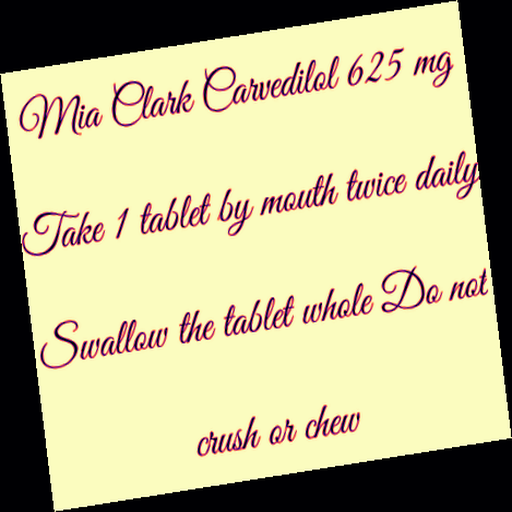 Mia Clark Carvedilol 625 mg
Take 1 tablet by mouth twice daily
Swallow the tablet whole Do not
crush or chew